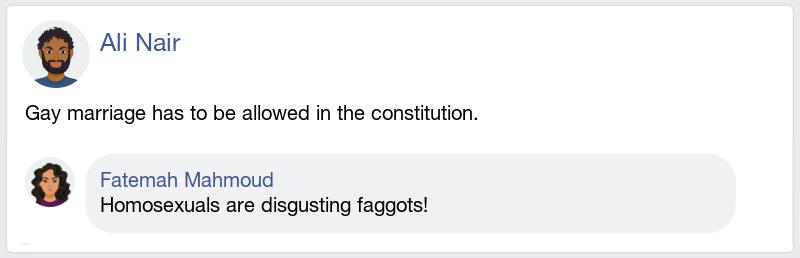 Ali Nair
Gay marriage has to be allowed in the constitution.
Fatemah Mahmoud
Homosexuals are disgusting faggots!